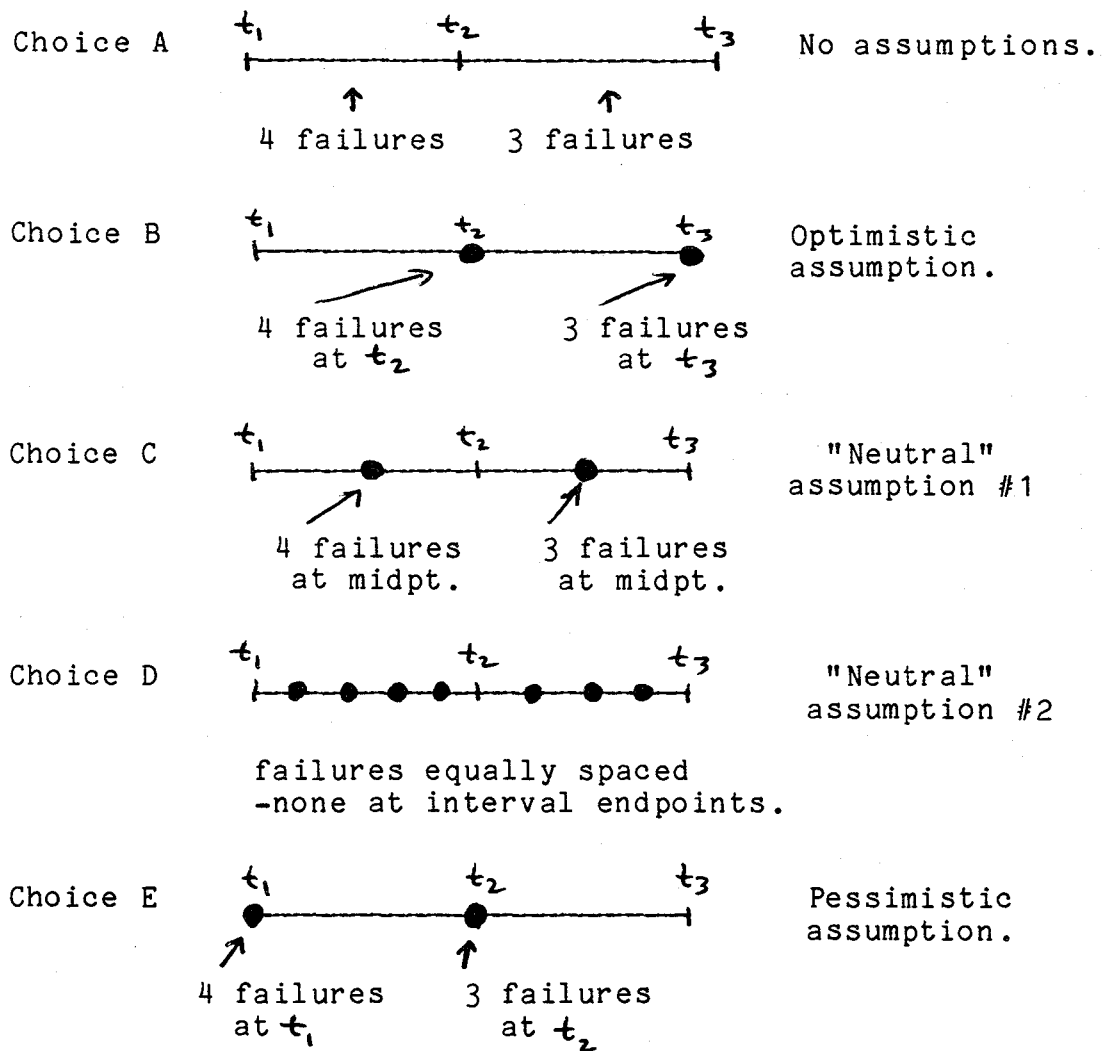 Choice A t₁ t₂ t₃ No assumptions.
4 failures 3 failures
Choice B t₁ t₂ t₃ Optimistic
assumption.
4 failures 3 failures
at t₂ at t₃
Choice C t₁ t₂ t₃ "Neutral"
assumption #1
4 failures 3 failures
at midpt. at midpt.
Choice D t₁ t₂ t₃ "Neutral"
assumption #2
failures equally spaced
-none at interval endpoints.
Choice E t₁ t₂ t₃ Pessimistic
assumption.
4 failures 3 failures
at t₁ at t₂